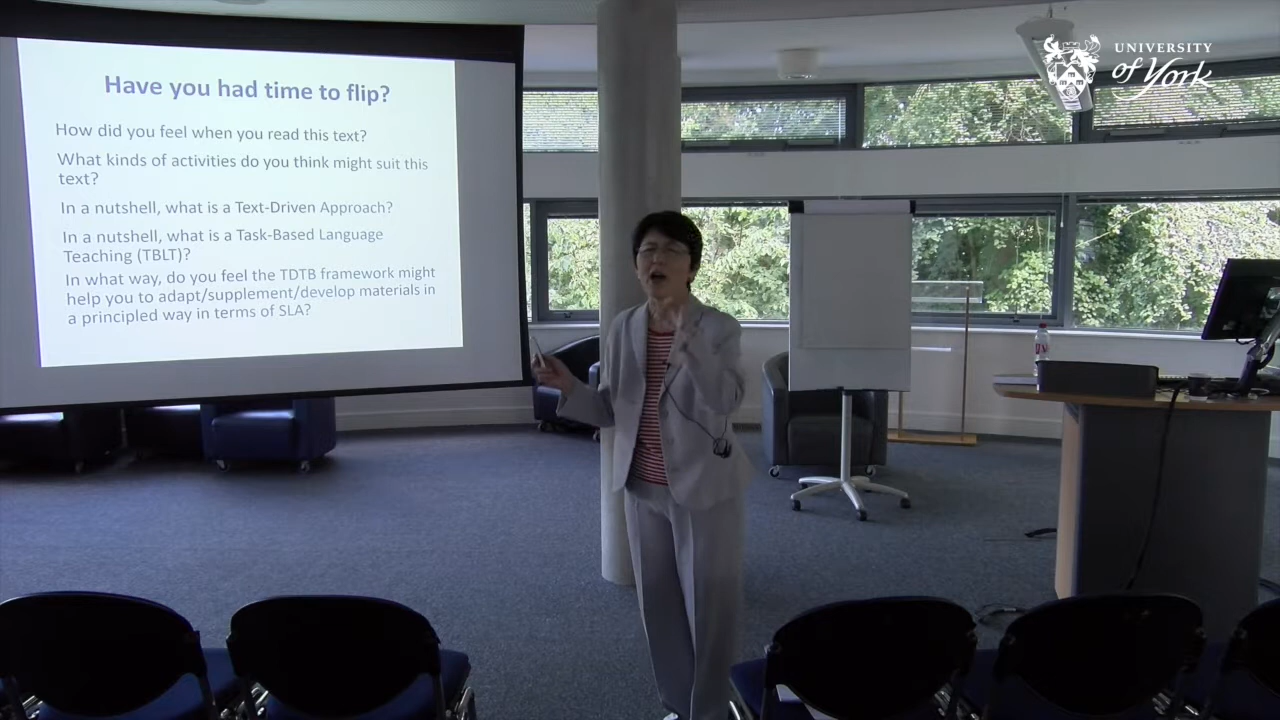 UNIVERSITY
of York
Have you had time to flip?
How did you feel when you read this text?
What kinds of activities do you think might suit this
text?
In a nutshell, what is a Text-Driven Approach?
In a nutshell, what is a Task-Based Language
Teaching (TBLT)?
In what way, do you feel the TDTB framework might
help you to adapt/supplement/develop materials in
a principled way in terms of SLA?